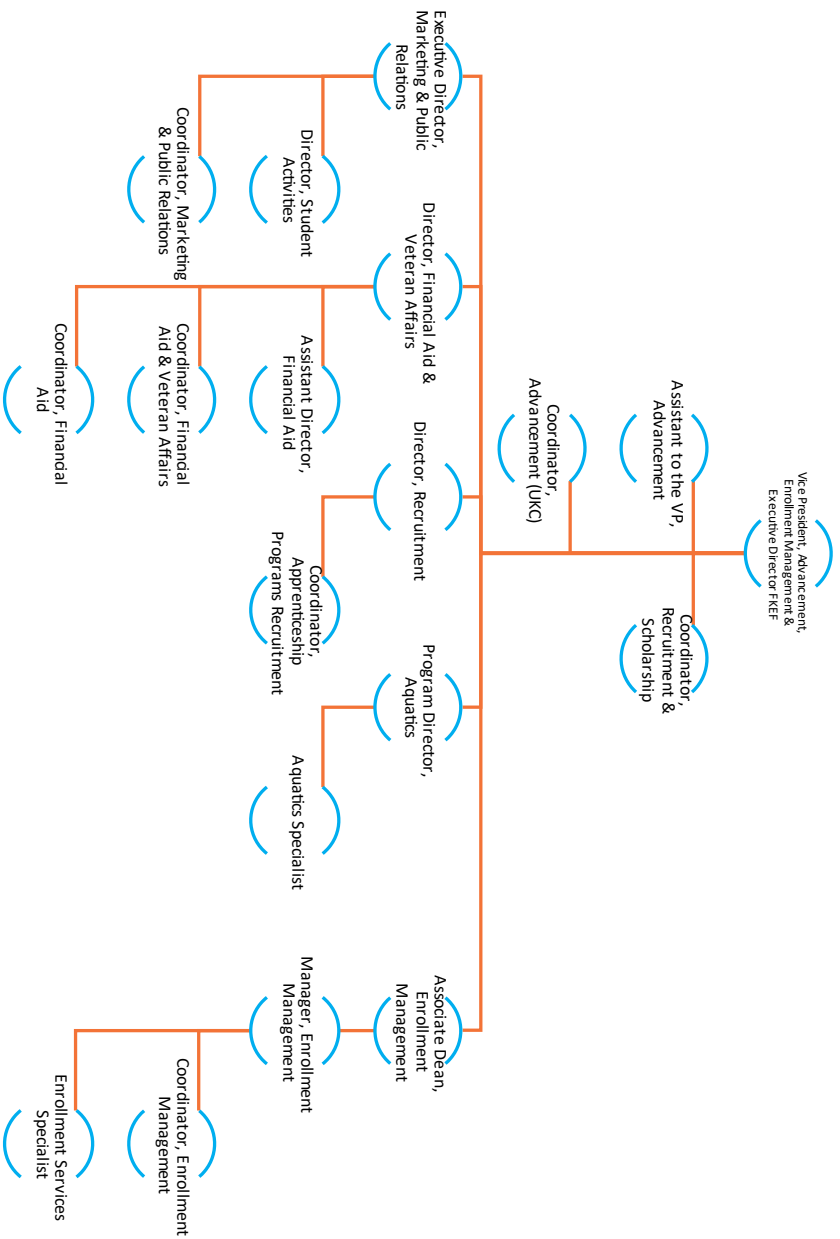 Vice President, Advancement,
Enrollment Management &
Executive Director FKEF
Assistant to the VP,
Advancement
Coordinator,
Recruitment &
Scholarship
Coordinator,
Advancement (UKC)
Executive Director,
Marketing & Public
Relations
Director, Student
Activities
Coordinator, Marketing
& Public Relations
Director, Financial Aid &
Veteran Affairs
Assistant Director,
Financial Aid
Coordinator, Financial
Aid & Veteran Affairs
Coordinator, Financial
Aid
Director, Recruitment
Coordinator,
Apprenticeship
Programs Recruitment
Program Director,
Aquatics
Aquatics Specialist
Associate Dean,
Enrollment
Management
Manager, Enrollment
Management
Coordinator, Enrollment
Management
Enrollment Services
Specialist